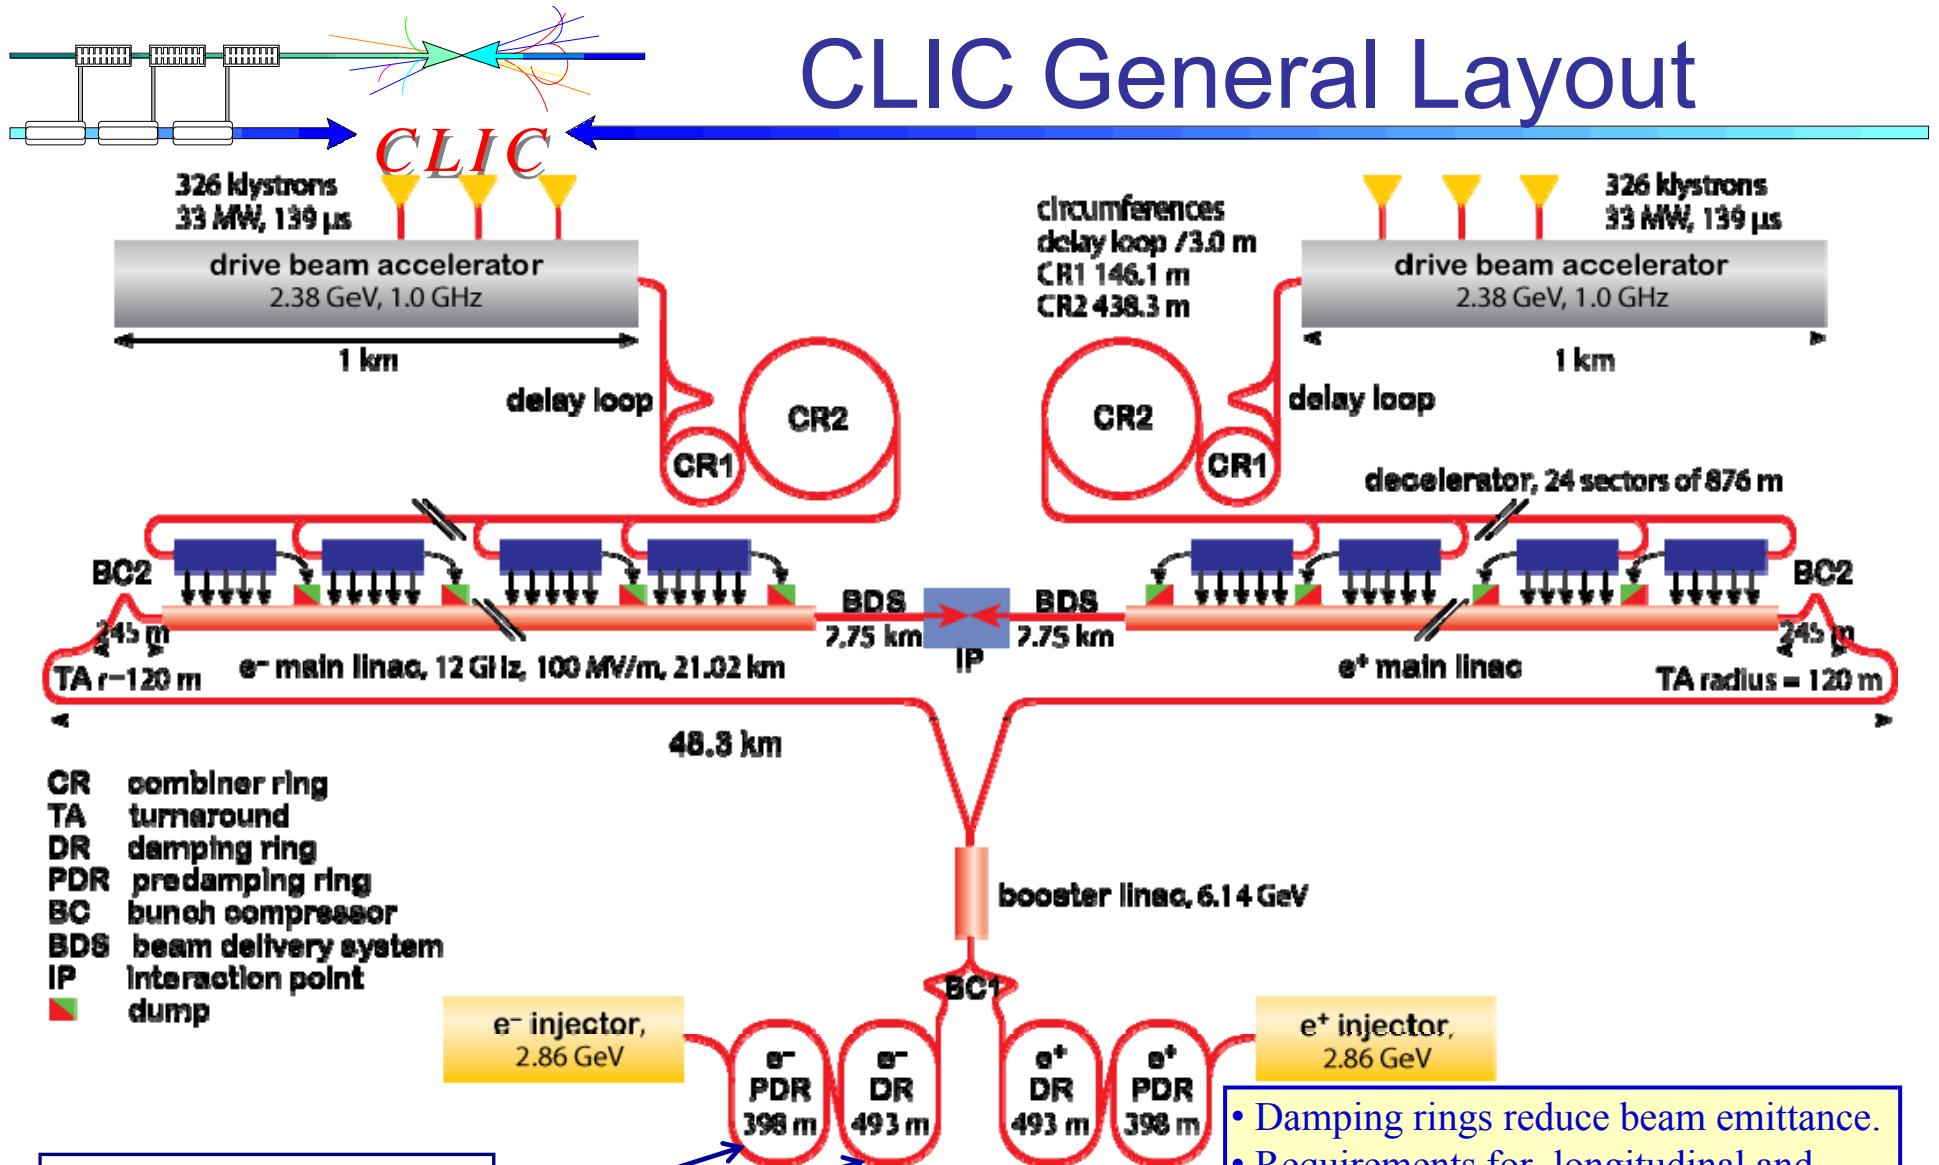 CLIC General Layout
CLIC
326 klystrons
33 MW, 139 μs
drive beam accelerator
2.38 GeV, 1.0 GHz
1 km
delay loop
CR1
CR2
circumferences
delay loop 73.0 m
CR1 146.1 m
CR2 438.3 m
326 klystrons
33 MW, 139 μs
drive beam accelerator
2.38 GeV, 1.0 GHz
1 km
delay loop
CR2
CR1
decelerator, 24 sectors of 876 m
BC2
245 m
TA r=120 m
e⁻ main linac, 12 GHz, 100 MV/m, 21.02 km
BDS
2.75 km
IP
BDS
2.75 km
e⁺ main linac
BC2
245 m
TA radius = 120 m
48.3 km
CR combiner ring
TA turnaround
DR damping ring
PDR predamping ring
BC bunch compressor
BDS beam delivery system
IP interaction point
dump
booster linac, 6.14 GeV
BC1
e⁻ injector,
2.86 GeV
e⁻
PDR
398 m
e⁻
DR
493 m
e⁺
DR
493 m
e⁺
PDR
398 m
e⁺ injector,
2.86 GeV
• Damping rings reduce beam emittance.
• Requirements for longitudinal and